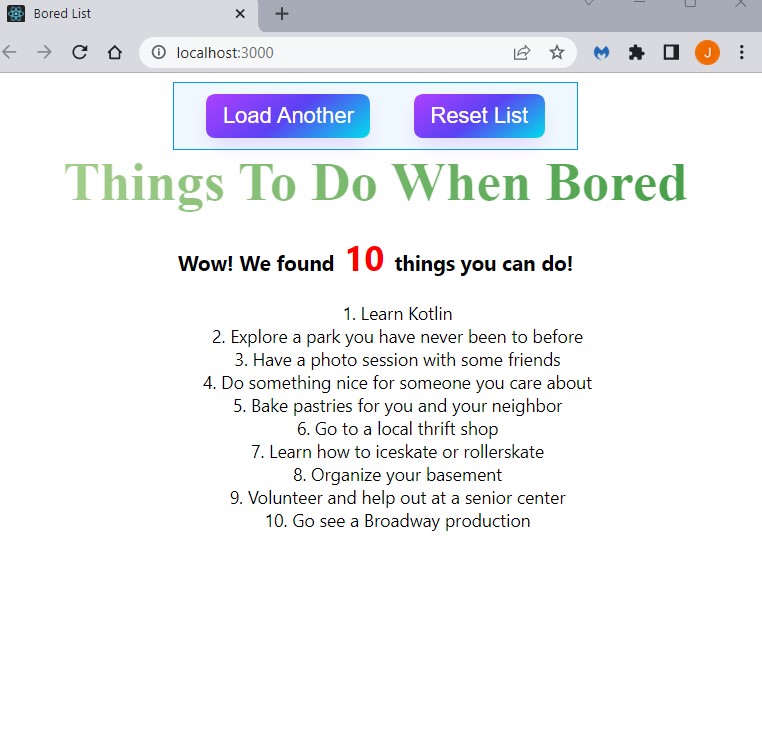 Bored List
localhost:3000
J
Load Another
Reset List
Things To Do When Bored
Wow! We found 10 things you can do!
1. Learn Kotlin
2. Explore a park you have never been to before
3. Have a photo session with some friends
4. Do something nice for someone you care about
5. Bake pastries for you and your neighbor
6. Go to a local thrift shop
7. Learn how to iceskate or rollerskate
8. Organize your basement
9. Volunteer and help out at a senior center
10. Go see a Broadway production